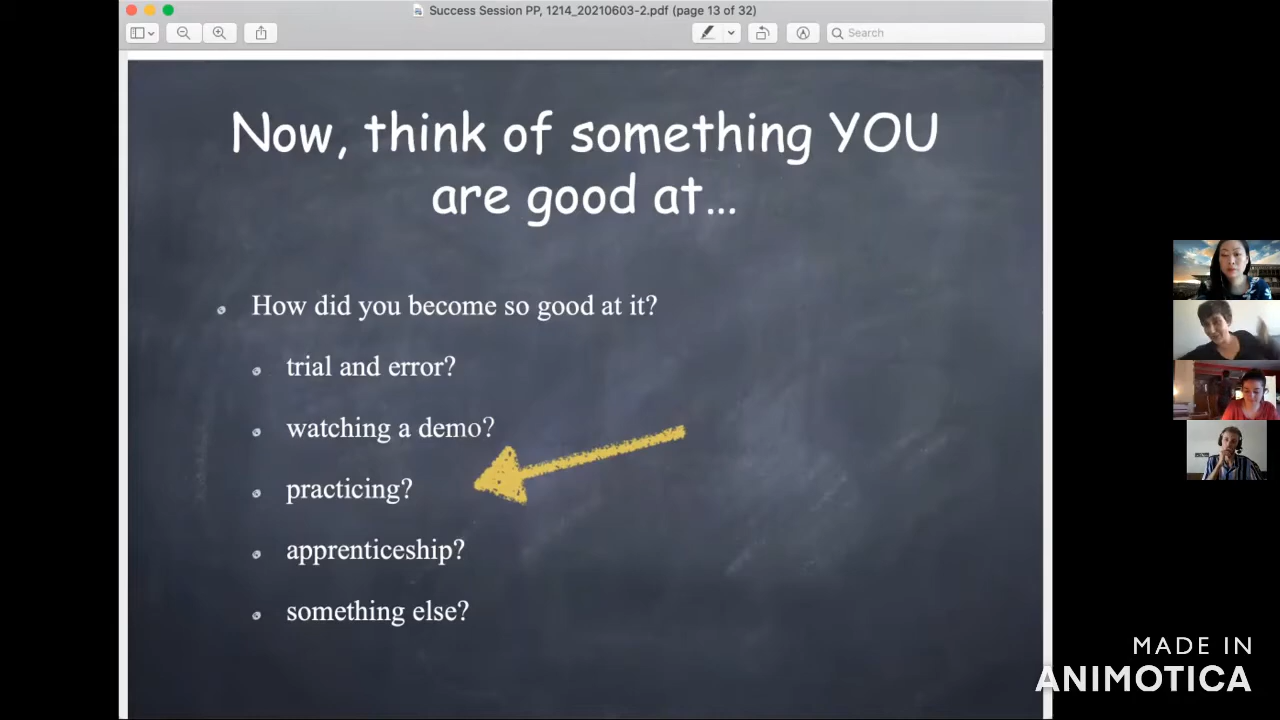 Success Session PP, 1214_20210603-2.pdf (page 13 of 32)
Search
Now, think of something YOU
are good at...
How did you become so good at it?
trial and error?
watching a demo?
practicing?
apprenticeship?
something else?
MADE IN
ANIMOTICA